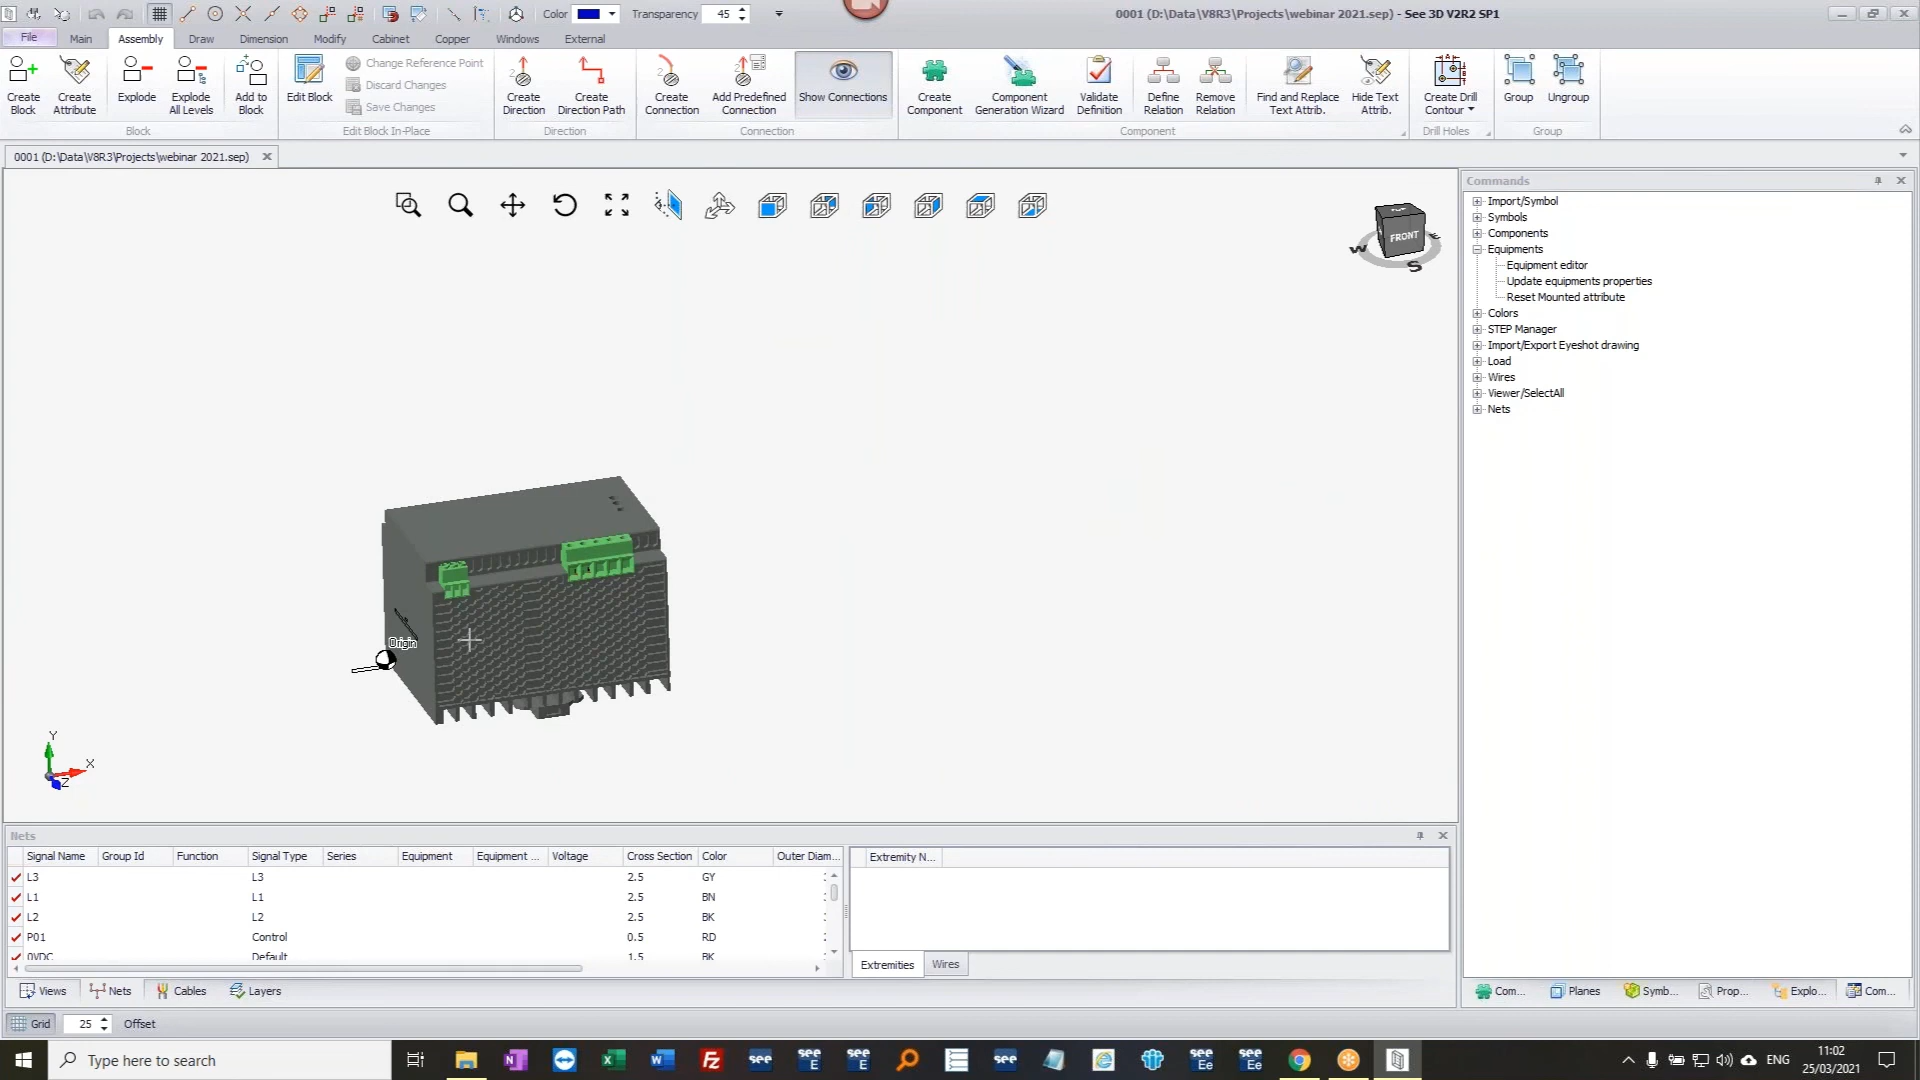 Color
Transparency 45
0001 (D:\Data\V8R3\Projects\webinar 2021.sep) - See 3D V2R2 SP1
File Main Assembly Draw Dimension Modify Cabinet Copper Windows External
Create Block
Create Attribute
Explode
Explode All Levels
Add to Block
Edit Block
Change Reference Point
Discard Changes
Save Changes
Create Direction
Create Direction Path
Create Connection
Add Predefined Connection
Show Connections
Create Component
Component Generation Wizard
Validate Definition
Define Relation
Remove Relation
Find and Replace Text Attrib.
Hide Text Attrib.
Create Drill Contour
Group
Ungroup
Block Edit Block In-Place Direction Connection Component Drill Holes Group
0001 (D:\Data\V8R3\Projects\webinar 2021.sep)
FRONT
W
S
Origin
Y
X
Z
Commands
Import/Symbol
Symbols
Components
Equipments
Equipment editor
Update equipments properties
Reset Mounted attribute
Colors
STEP Manager
Import/Export Eyeshot drawing
Load
Wires
Viewer/SelectAll
Nets
Nets
Signal Name Group Id Function Signal Type Series Equipment Equipment ... Voltage Cross Section Color Outer Diam...
L3 L3 2.5 GY
L1 L1 2.5 BN
L2 L2 2.5 BK
P01 Control 0.5 RD
0VDC Default 1.5 BK
Extremity N...
Extremities Wires
Views Nets Cables Layers
Com... Planes Symb... Prop... Explo... Com...
Grid 25 Offset
Type here to search
ENG
11:02
25/03/2021